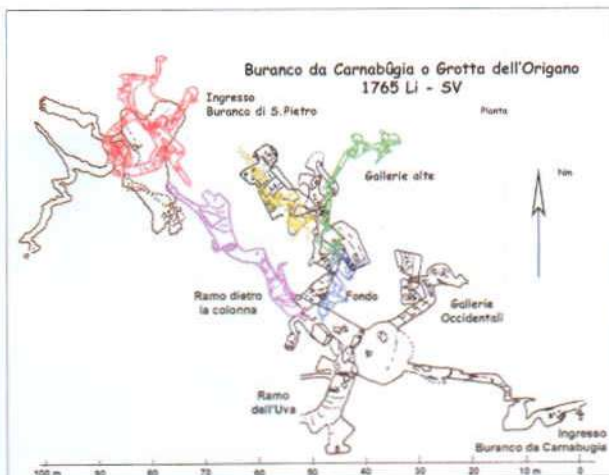 Buranco da Carnabûgia o Grotta dell'Origano
1765 Li - SV
Pianta
Ingresso
Buranco di S.Pietro
Gallerie alte
Nm
Ramo dietro
la colonna
Fondo
Gallerie
Occidentali
Ramo
dell'Uva
Ingresso
Buranco da Carnabugia
100 m 90 80 70 60 50 40 30 20 10 m 0